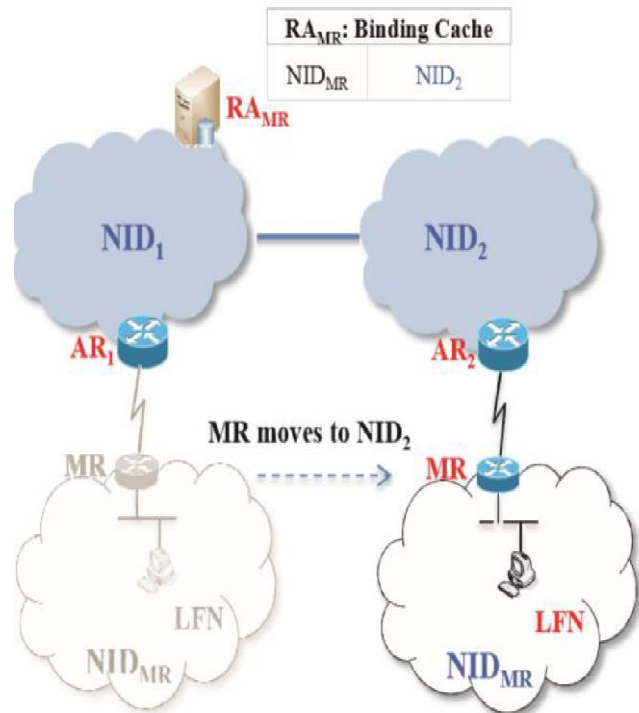 RA_MR: Binding Cache
NID_MR NID_2
RA_MR
NID_1 NID_2
AR_1 AR_2
MR moves to NID_2
MR MR
LFN LFN
NID_MR NID_MR